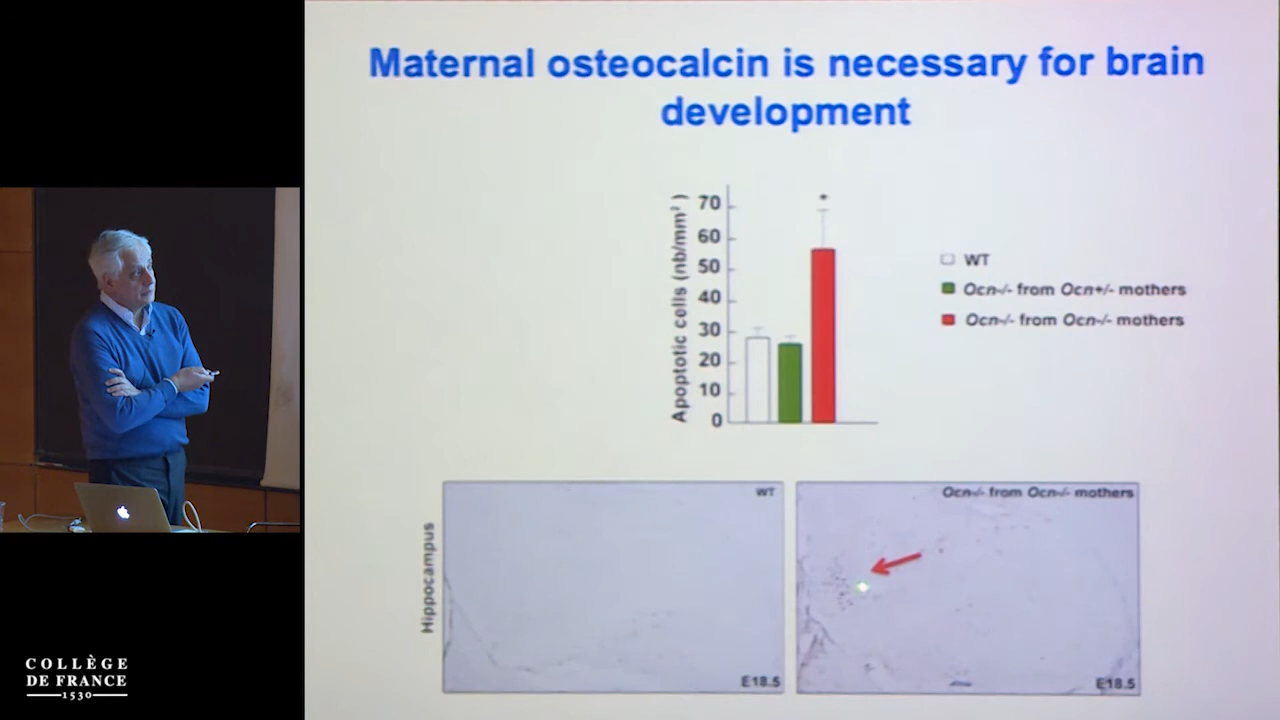 Maternal osteocalcin is necessary for brain
development
Apoptotic cells (nb/mm²)
70
60
50
40
30
20
10
0
*
WT
Ocn-/- from Ocn+/- mothers
Ocn-/- from Ocn-/- mothers
Hippocampus
WT
E18.5
Ocn-/- from Ocn-/- mothers
E18.5
COLLÈGE
DE FRANCE
1530